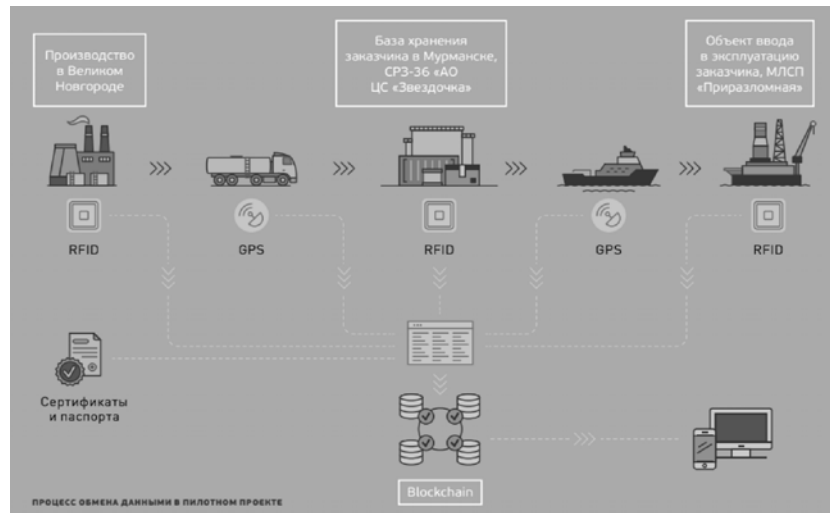 Производство
в Великом
Новгороде
База хранения
заказчика в Мурманске,
СРЗ-36 «АО
ЦС «Звездочка»
Объект ввода
в эксплуатацию
заказчика, МЛСП
«Приразломная»
RFID
GPS
RFID
GPS
RFID
Сертификаты
и паспорта
Blockchain
ПРОЦЕСС ОБМЕНА ДАННЫМИ В ПИЛОТНОМ ПРОЕКТЕ